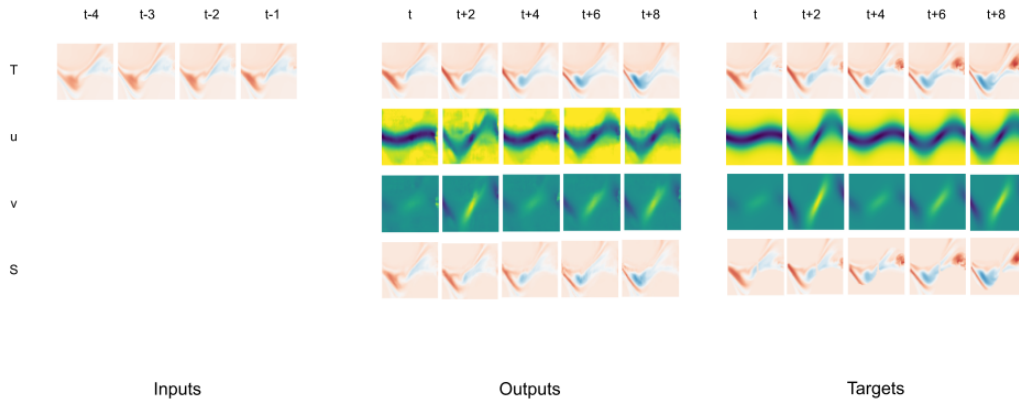 t-4 t-3 t-2 t-1 t t+2 t+4 t+6 t+8 t t+2 t+4 t+6 t+8
T
u
v
S
Inputs Outputs Targets